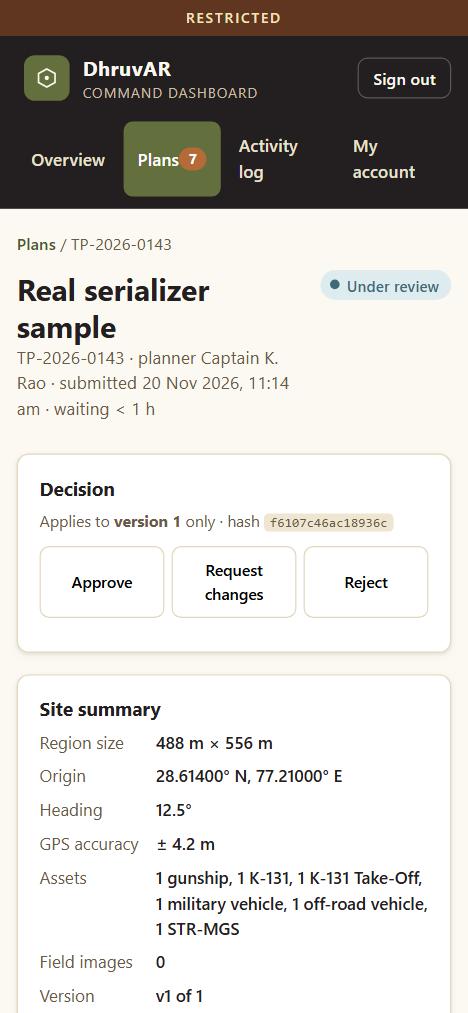 RESTRICTED
DhruvAR
COMMAND DASHBOARD
Sign out
Overview
Plans 7
Activity
log
My
account
Plans / TP-2026-0143
Real serializer
sample
Under review
TP-2026-0143 · planner Captain K.
Rao · submitted 20 Nov 2026, 11:14
am · waiting < 1 h
Decision
Applies to version 1 only · hash f6107c46ac18936c
Approve
Request
changes
Reject
Site summary
Region size 488 m × 556 m
Origin 28.61400° N, 77.21000° E
Heading 12.5°
GPS accuracy ± 4.2 m
Assets 1 gunship, 1 K-131, 1 K-131 Take-Off,
1 military vehicle, 1 off-road vehicle,
1 STR-MGS
Field images 0
Version v1 of 1